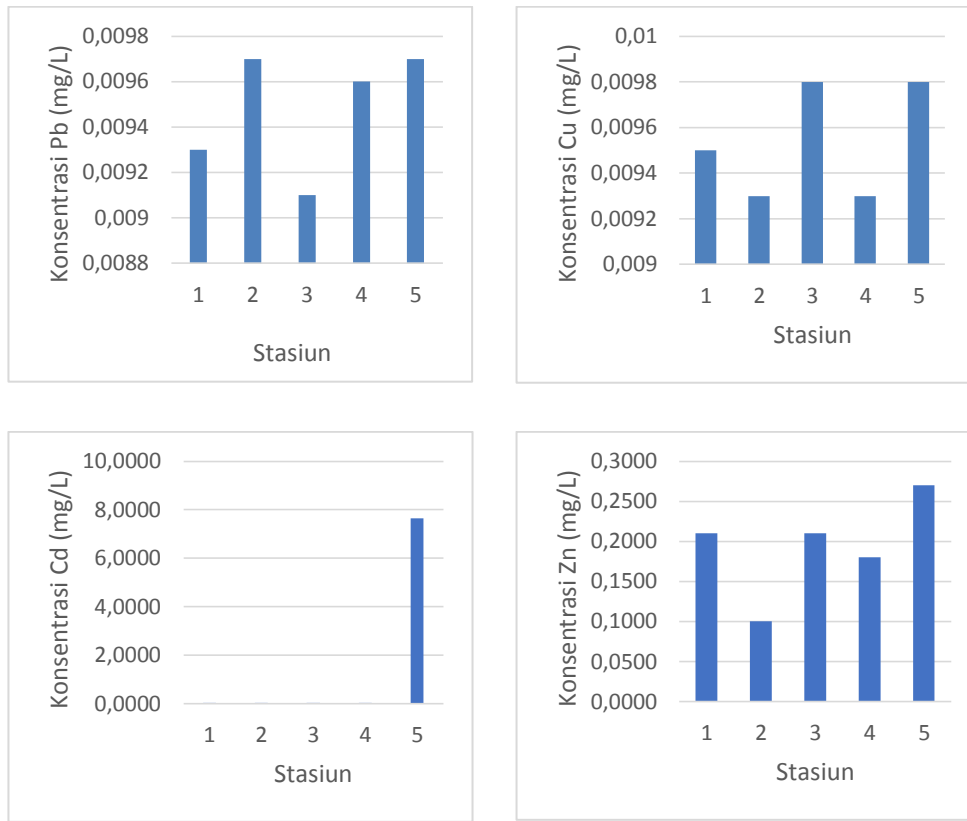 Konsentrasi Pb (mg/L)
0,0098
0,0096
0,0094
0,0092
0,009
0,0088
1 2 3 4 5
Stasiun
Konsentrasi Cu (mg/L)
0,01
0,0098
0,0096
0,0094
0,0092
0,009
1 2 3 4 5
Stasiun
Konsentrasi Cd (mg/L)
10,0000
8,0000
6,0000
4,0000
2,0000
0,0000
1 2 3 4 5
Stasiun
Konsentrasi Zn (mg/L)
0,3000
0,2500
0,2000
0,1500
0,1000
0,0500
0,0000
1 2 3 4 5
Stasiun